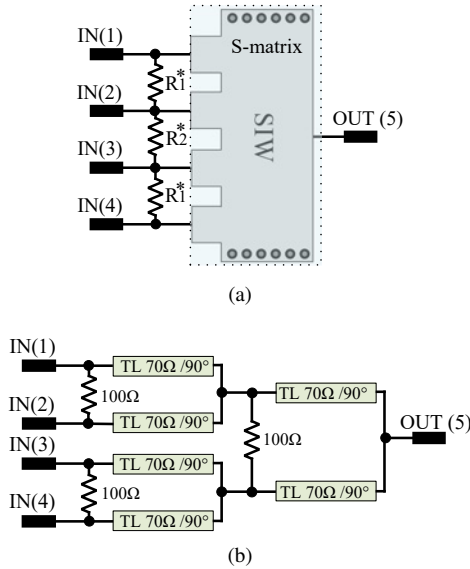 IN(1)
S-matrix
R1*
IN(2)
R2*
SIW
OUT (5)
IN(3)
R1*
IN(4)
(a)
IN(1)
TL 70Ω /90°
TL 70Ω /90°
100Ω
IN(2)
TL 70Ω /90°
OUT (5)
IN(3)
100Ω
TL 70Ω /90°
100Ω
IN(4)
TL 70Ω /90°
TL 70Ω /90°
(b)